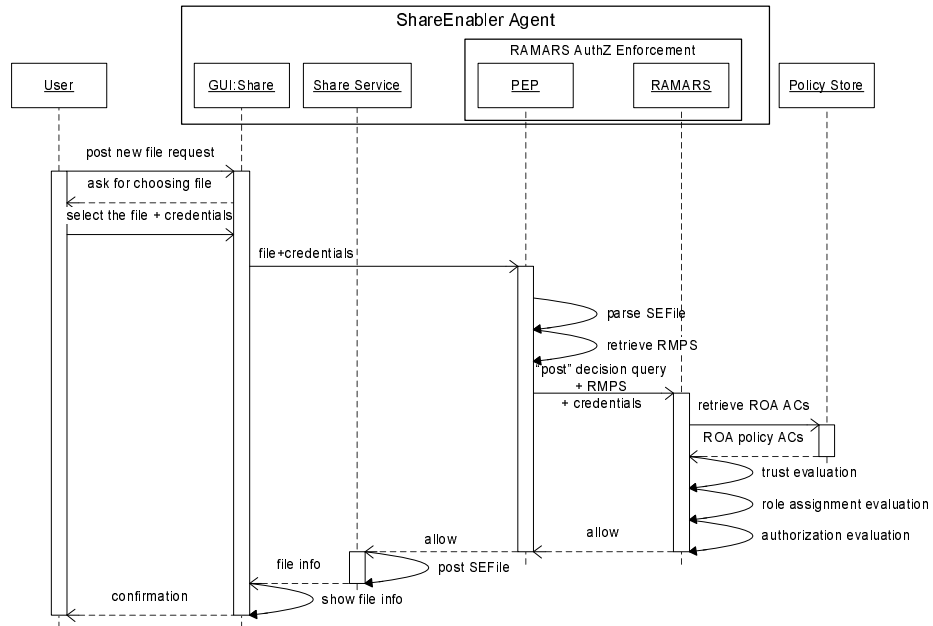 ShareEnabler Agent
RAMARS AuthZ Enforcement
User
GUI:Share
Share Service
PEP
RAMARS
Policy Store
post new file request
ask for choosing file
select the file + credentials
file+credentials
parse SEFile
retrieve RMPS
"post" decision query
+ RMPS
+ credentials
retrieve ROA ACs
ROA policy ACs
trust evaluation
role assignment evaluation
authorization evaluation
allow
allow
post SEFile
file info
show file info
confirmation